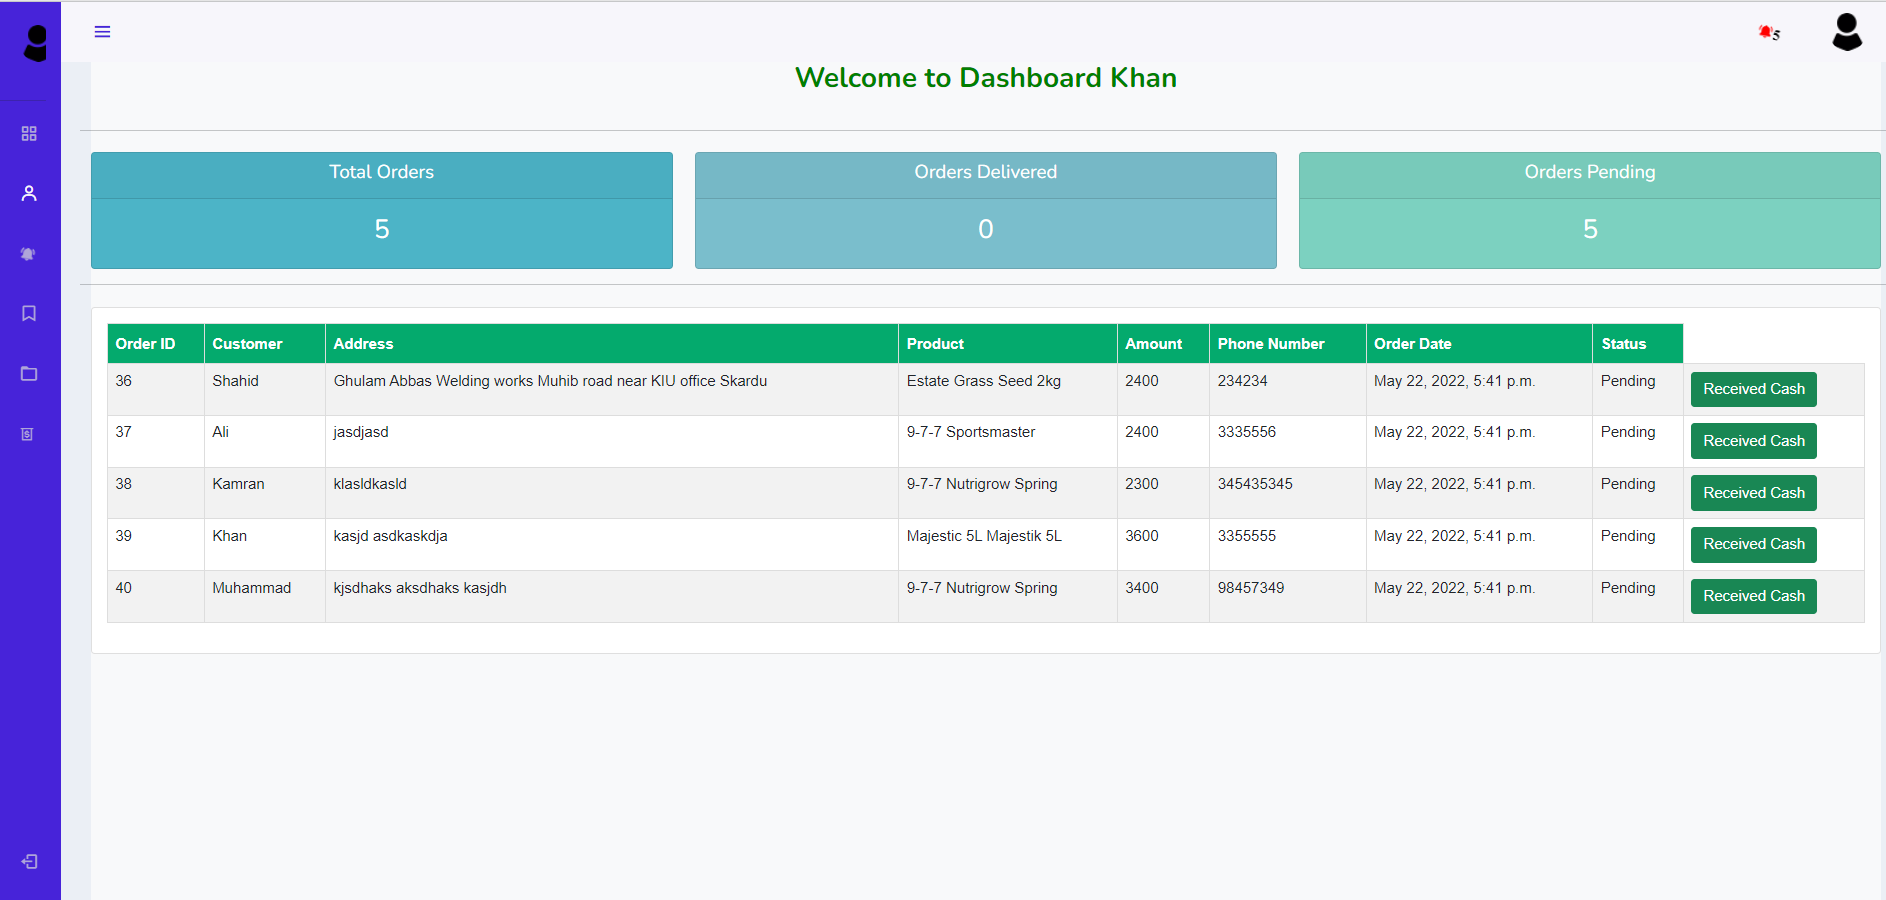 5
Welcome to Dashboard Khan
Total Orders Orders Delivered Orders Pending
5 0 5
Order ID Customer Address Product Amount Phone Number Order Date Status
36 Shahid Ghulam Abbas Welding works Muhib road near KIU office Skardu Estate Grass Seed 2kg 2400 234234 May 22, 2022, 5:41 p.m. Pending Received Cash
37 Ali jasdjasd 9-7-7 Sportsmaster 2400 3335556 May 22, 2022, 5:41 p.m. Pending Received Cash
38 Kamran klasldkasld 9-7-7 Nutrigrow Spring 2300 345435345 May 22, 2022, 5:41 p.m. Pending Received Cash
39 Khan kasjd asdkaskdja Majestic 5L Majestik 5L 3600 3355555 May 22, 2022, 5:41 p.m. Pending Received Cash
40 Muhammad kjsdhaks aksdhaks kasjdh 9-7-7 Nutrigrow Spring 3400 98457349 May 22, 2022, 5:41 p.m. Pending Received Cash